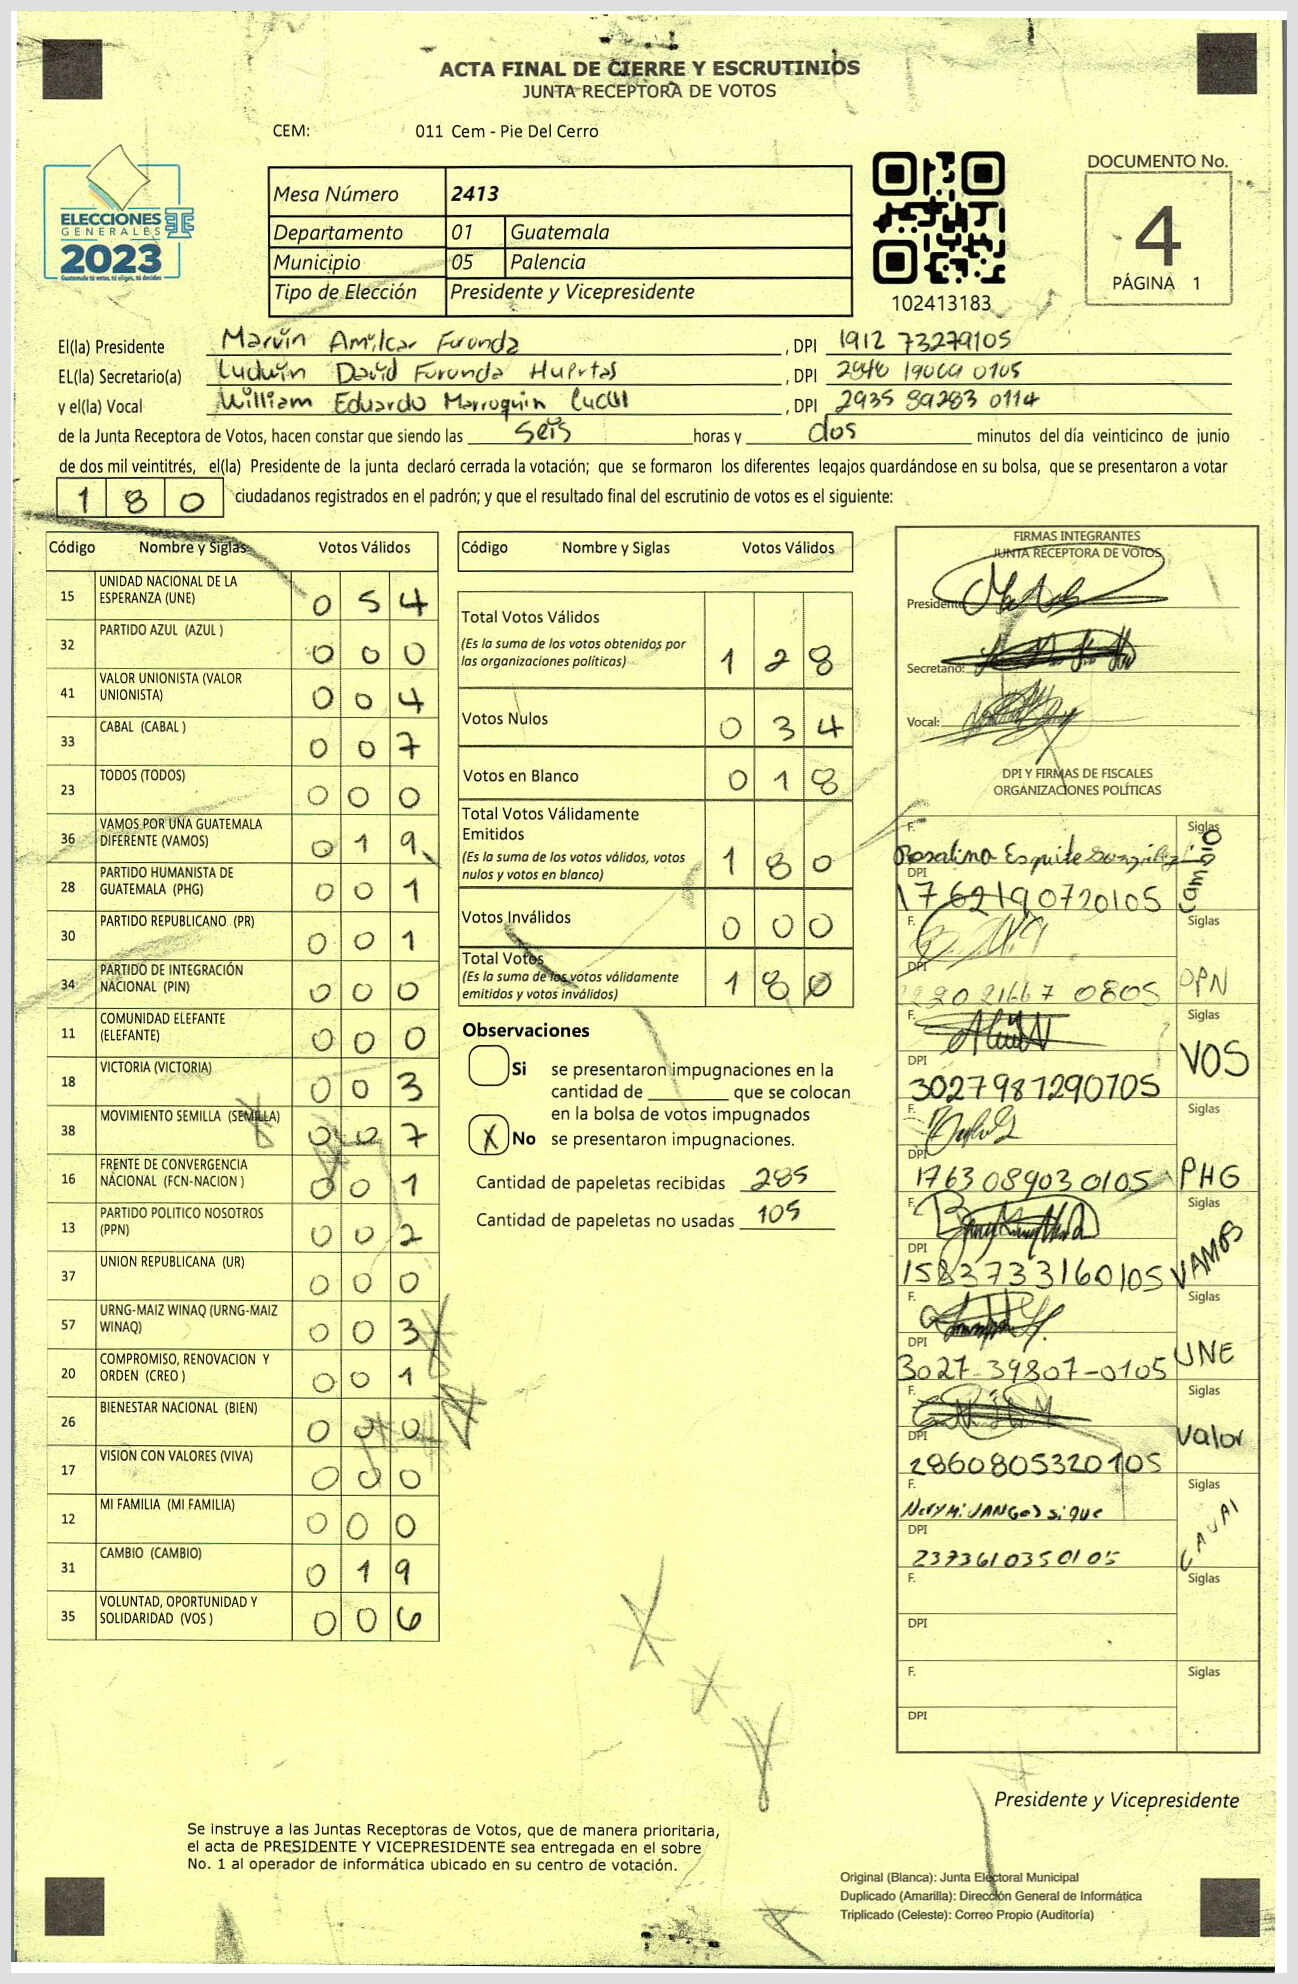 ACTA FINAL DE CIERRE Y ESCRUTINIOS
JUNTA RECEPTORA DE VOTOS
CEM: 011 Cem - Pie Del Cerro
ELECCIONES
GENERALES
2023
Guatemala tú votas, tú eliges, tú decides
Mesa Número 2413
Departamento 01 Guatemala
Municipio 05 Palencia
Tipo de Elección Presidente y Vicepresidente
102413183
DOCUMENTO No.
4
PÁGINA 1
El(la) Presidente Marvin Amilcar Furunda , DPI 1912 73279105
EL(la) Secretario(a) Luduin David Furunda Huertas , DPI 2848 19069 0105
y el(la) Vocal William Eduardo Marroquin Cucul , DPI 2935 89283 0114
de la Junta Receptora de Votos, hacen constar que siendo las seis horas y dos minutos del día veinticinco de junio
de dos mil veintitrés, el(la) Presidente de la junta declaró cerrada la votación; que se formaron los diferentes legajos guardándose en su bolsa, que se presentaron a votar
180 ciudadanos registrados en el padrón; y que el resultado final del escrutinio de votos es el siguiente:
Código Nombre y Siglas Votos Válidos
15 UNIDAD NACIONAL DE LA ESPERANZA (UNE) 0 5 4
32 PARTIDO AZUL (AZUL ) 0 0 0
41 VALOR UNIONISTA (VALOR UNIONISTA) 0 0 4
33 CABAL (CABAL ) 0 0 7
23 TODOS (TODOS) 0 0 0
36 VAMOS POR UNA GUATEMALA DIFERENTE (VAMOS) 0 1 9
28 PARTIDO HUMANISTA DE GUATEMALA (PHG) 0 0 1
30 PARTIDO REPUBLICANO (PR) 0 0 1
34 PARTIDO DE INTEGRACIÓN NACIONAL (PIN) 0 0 0
11 COMUNIDAD ELEFANTE (ELEFANTE) 0 0 0
18 VICTORIA (VICTORIA) 0 0 3
38 MOVIMIENTO SEMILLA (SEMILLA) 0 0 7
16 FRENTE DE CONVERGENCIA NACIONAL (FCN-NACION ) 0 0 1
13 PARTIDO POLITICO NOSOTROS (PPN) 0 0 2
37 UNION REPUBLICANA (UR) 0 0 0
57 URNG-MAIZ WINAQ (URNG-MAIZ WINAQ) 0 0 3
20 COMPROMISO, RENOVACION Y ORDEN (CREO ) 0 0 1
26 BIENESTAR NACIONAL (BIEN) 0 0 0
17 VISION CON VALORES (VIVA) 0 0 0
12 MI FAMILIA (MI FAMILIA) 0 0 0
31 CAMBIO (CAMBIO) 0 1 9
35 VOLUNTAD, OPORTUNIDAD Y SOLIDARIDAD (VOS ) 0 0 6
Código Nombre y Siglas Votos Válidos
Total Votos Válidos
(Es la suma de los votos obtenidos por las organizaciones políticas) 1 2 8
Votos Nulos 0 3 4
Votos en Blanco 0 1 8
Total Votos Válidamente Emitidos
(Es la suma de los votos válidos, votos nulos y votos en blanco) 1 8 0
Votos Inválidos 0 0 0
Total Votos
(Es la suma de los votos válidamente emitidos y votos inválidos) 1 8 0
Observaciones
Si se presentaron impugnaciones en la
cantidad de ________ que se colocan
en la bolsa de votos impugnados
X No se presentaron impugnaciones.
Cantidad de papeletas recibidas 285
Cantidad de papeletas no usadas 105
FIRMAS INTEGRANTES
JUNTA RECEPTORA DE VOTOS
Presidente
Secretario:
Vocal:
DPI Y FIRMAS DE FISCALES
ORGANIZACIONES POLÍTICAS
F. Rosalina Esquite González Siglas Cambio
DPI 1762190720105
F. Siglas PPN
DPI 2220 21667 0805
F. Siglas VOS
DPI 3027981290105
F. Siglas PHG
DPI 1763 08903 0105
F. Siglas VAMOS
DPI 1583733160105
F. Siglas UNE
DPI 3027-39807-0105
F. Siglas Valor
DPI 2860805320105
F. Siglas
DPI 2373610350105
F. Siglas
DPI
F. Siglas
DPI
Presidente y Vicepresidente
Se instruye a las Juntas Receptoras de Votos, que de manera prioritaria,
el acta de PRESIDENTE Y VICEPRESIDENTE sea entregada en el sobre
No. 1 al operador de informática ubicado en su centro de votación.
Original (Blanca): Junta Electoral Municipal
Duplicado (Amarilla): Dirección General de Informática
Triplicado (Celeste): Correo Propio (Auditoría)